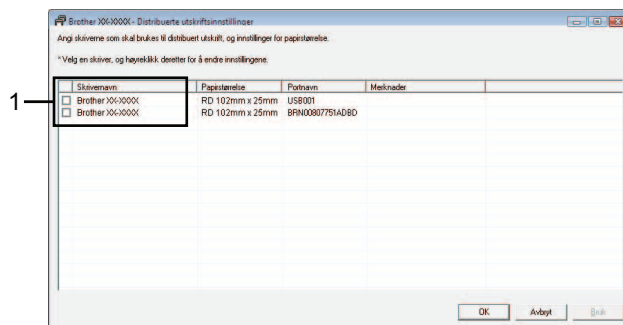 Brother XX-XXXX - Distribuerte utskriftsinnstillinger
Angi skriverne som skal brukes til distribuert utskrift, og innstillinger for papirstørrelse.
* Velg en skriver, og høyreklikk deretter for å endre innstillingene.
1
Skrivernavn Papirstørrelse Portnavn Merknader
Brother XX-XXXX RD 102mm x 25mm USB001
Brother XX-XXXX RD 102mm x 25mm BRN00807751ADBD
OK Avbryt Bruk